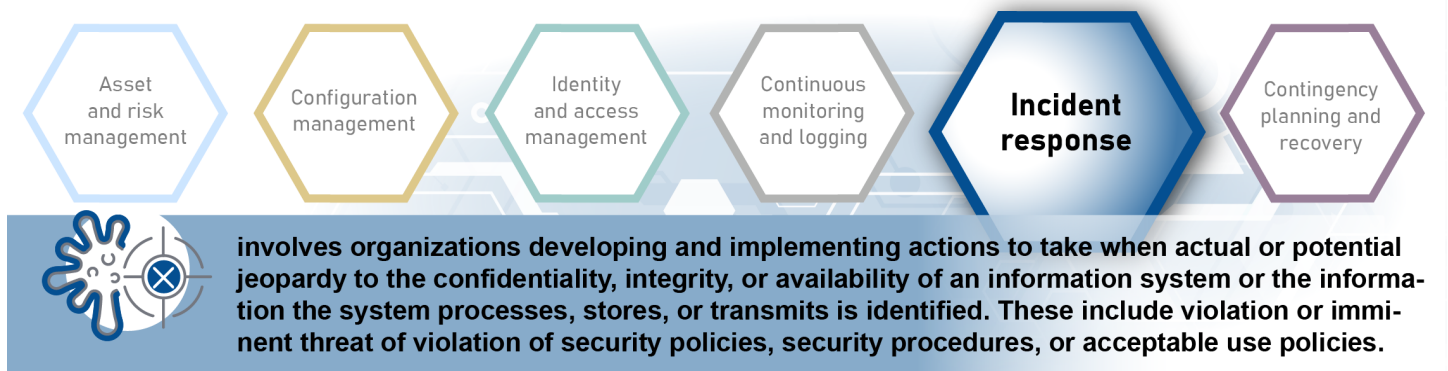 Asset
and risk
management
Configuration
management
Identity
and access
management
Continuous
monitoring
and logging
Incident
response
Contingency
planning and
recovery
involves organizations developing and implementing actions to take when actual or potential
jeopardy to the confidentiality, integrity, or availability of an information system or the informa-
tion the system processes, stores, or transmits is identified. These include violation or immi-
nent threat of violation of security policies, security procedures, or acceptable use policies.